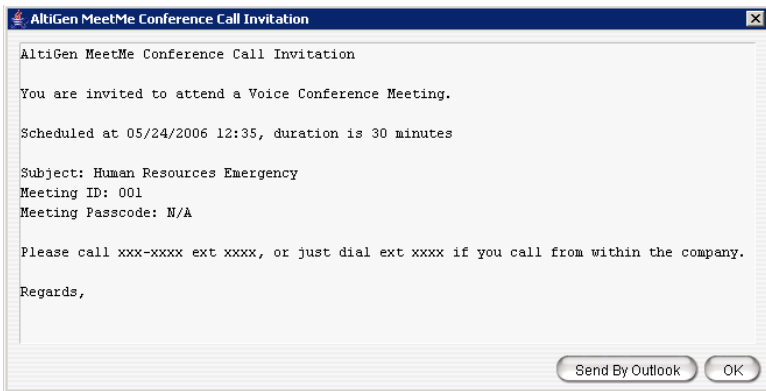 AltiGen MeetMe Conference Call Invitation
AltiGen MeetMe Conference Call Invitation
You are invited to attend a Voice Conference Meeting.
Scheduled at 05/24/2006 12:35, duration is 30 minutes
Subject: Human Resources Emergency
Meeting ID: 001
Meeting Passcode: N/A
Please call xxx-xxxx ext xxxx, or just dial ext xxxx if you call from within the company.
Regards,
Send By Outlook OK